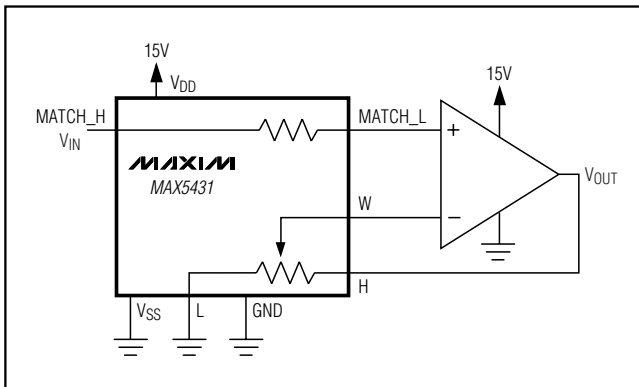 15V
VDD
15V
MATCH_H
MATCH_L
VIN
+
MAXIM
MAX5431
VOUT
W
−
H
VSS
L
GND